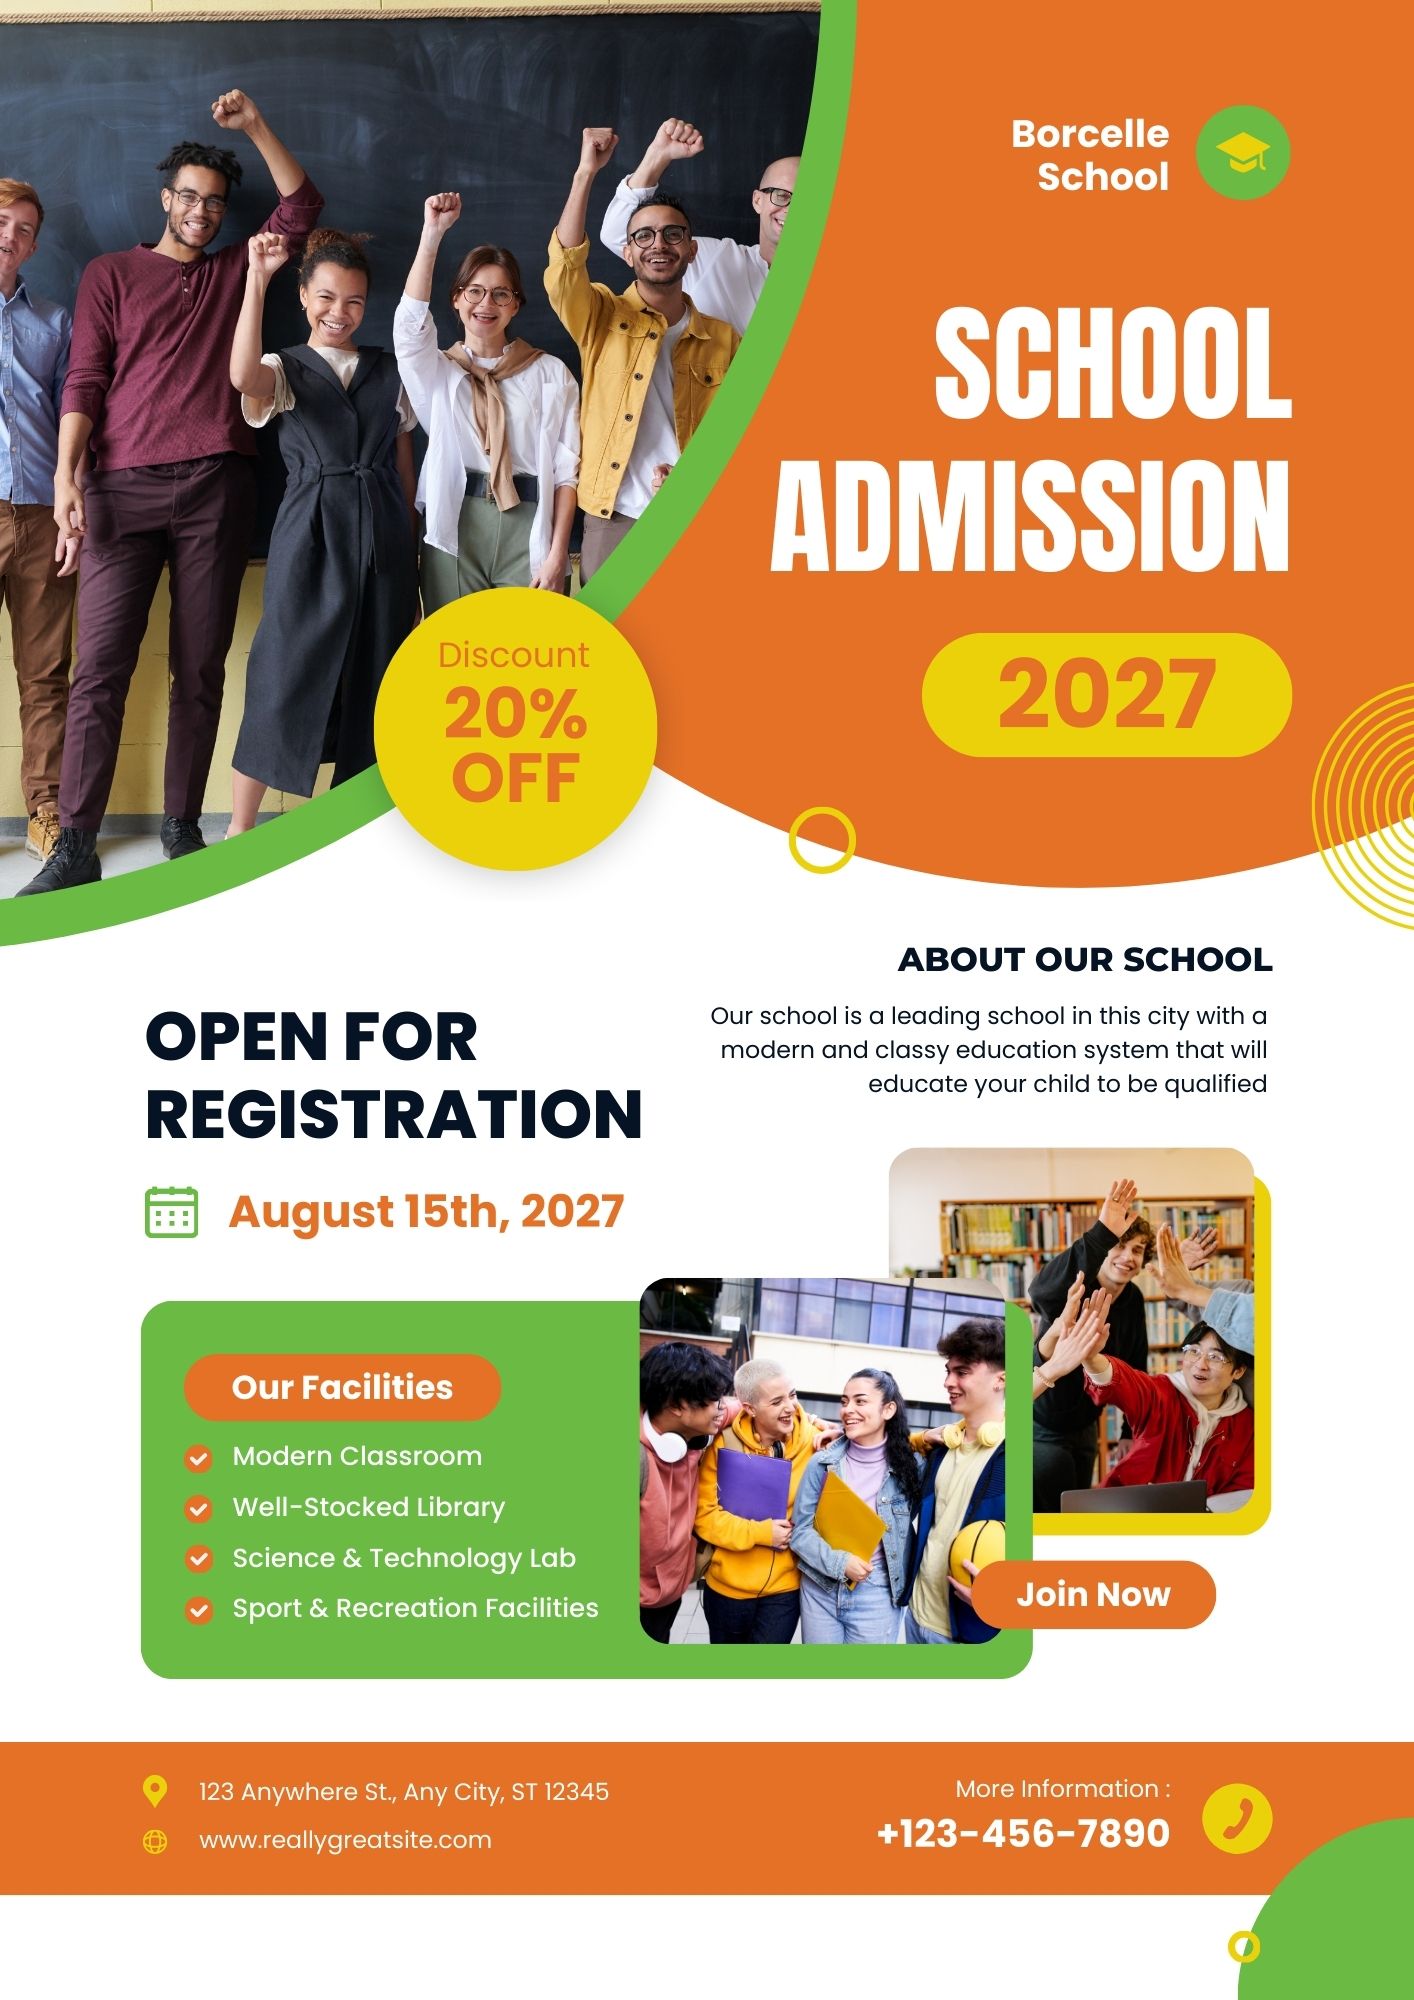 Borcelle
School
SCHOOL
ADMISSION
2027
Discount
20%
OFF
ABOUT OUR SCHOOL
Our school is a leading school in this city with a
modern and classy education system that will
educate your child to be qualified
OPEN FOR
REGISTRATION
August 15th, 2027
Our Facilities
Modern Classroom
Well-Stocked Library
Science & Technology Lab
Sport & Recreation Facilities
Join Now
123 Anywhere St., Any City, ST 12345
www.reallygreatsite.com
More Information :
+123-456-7890